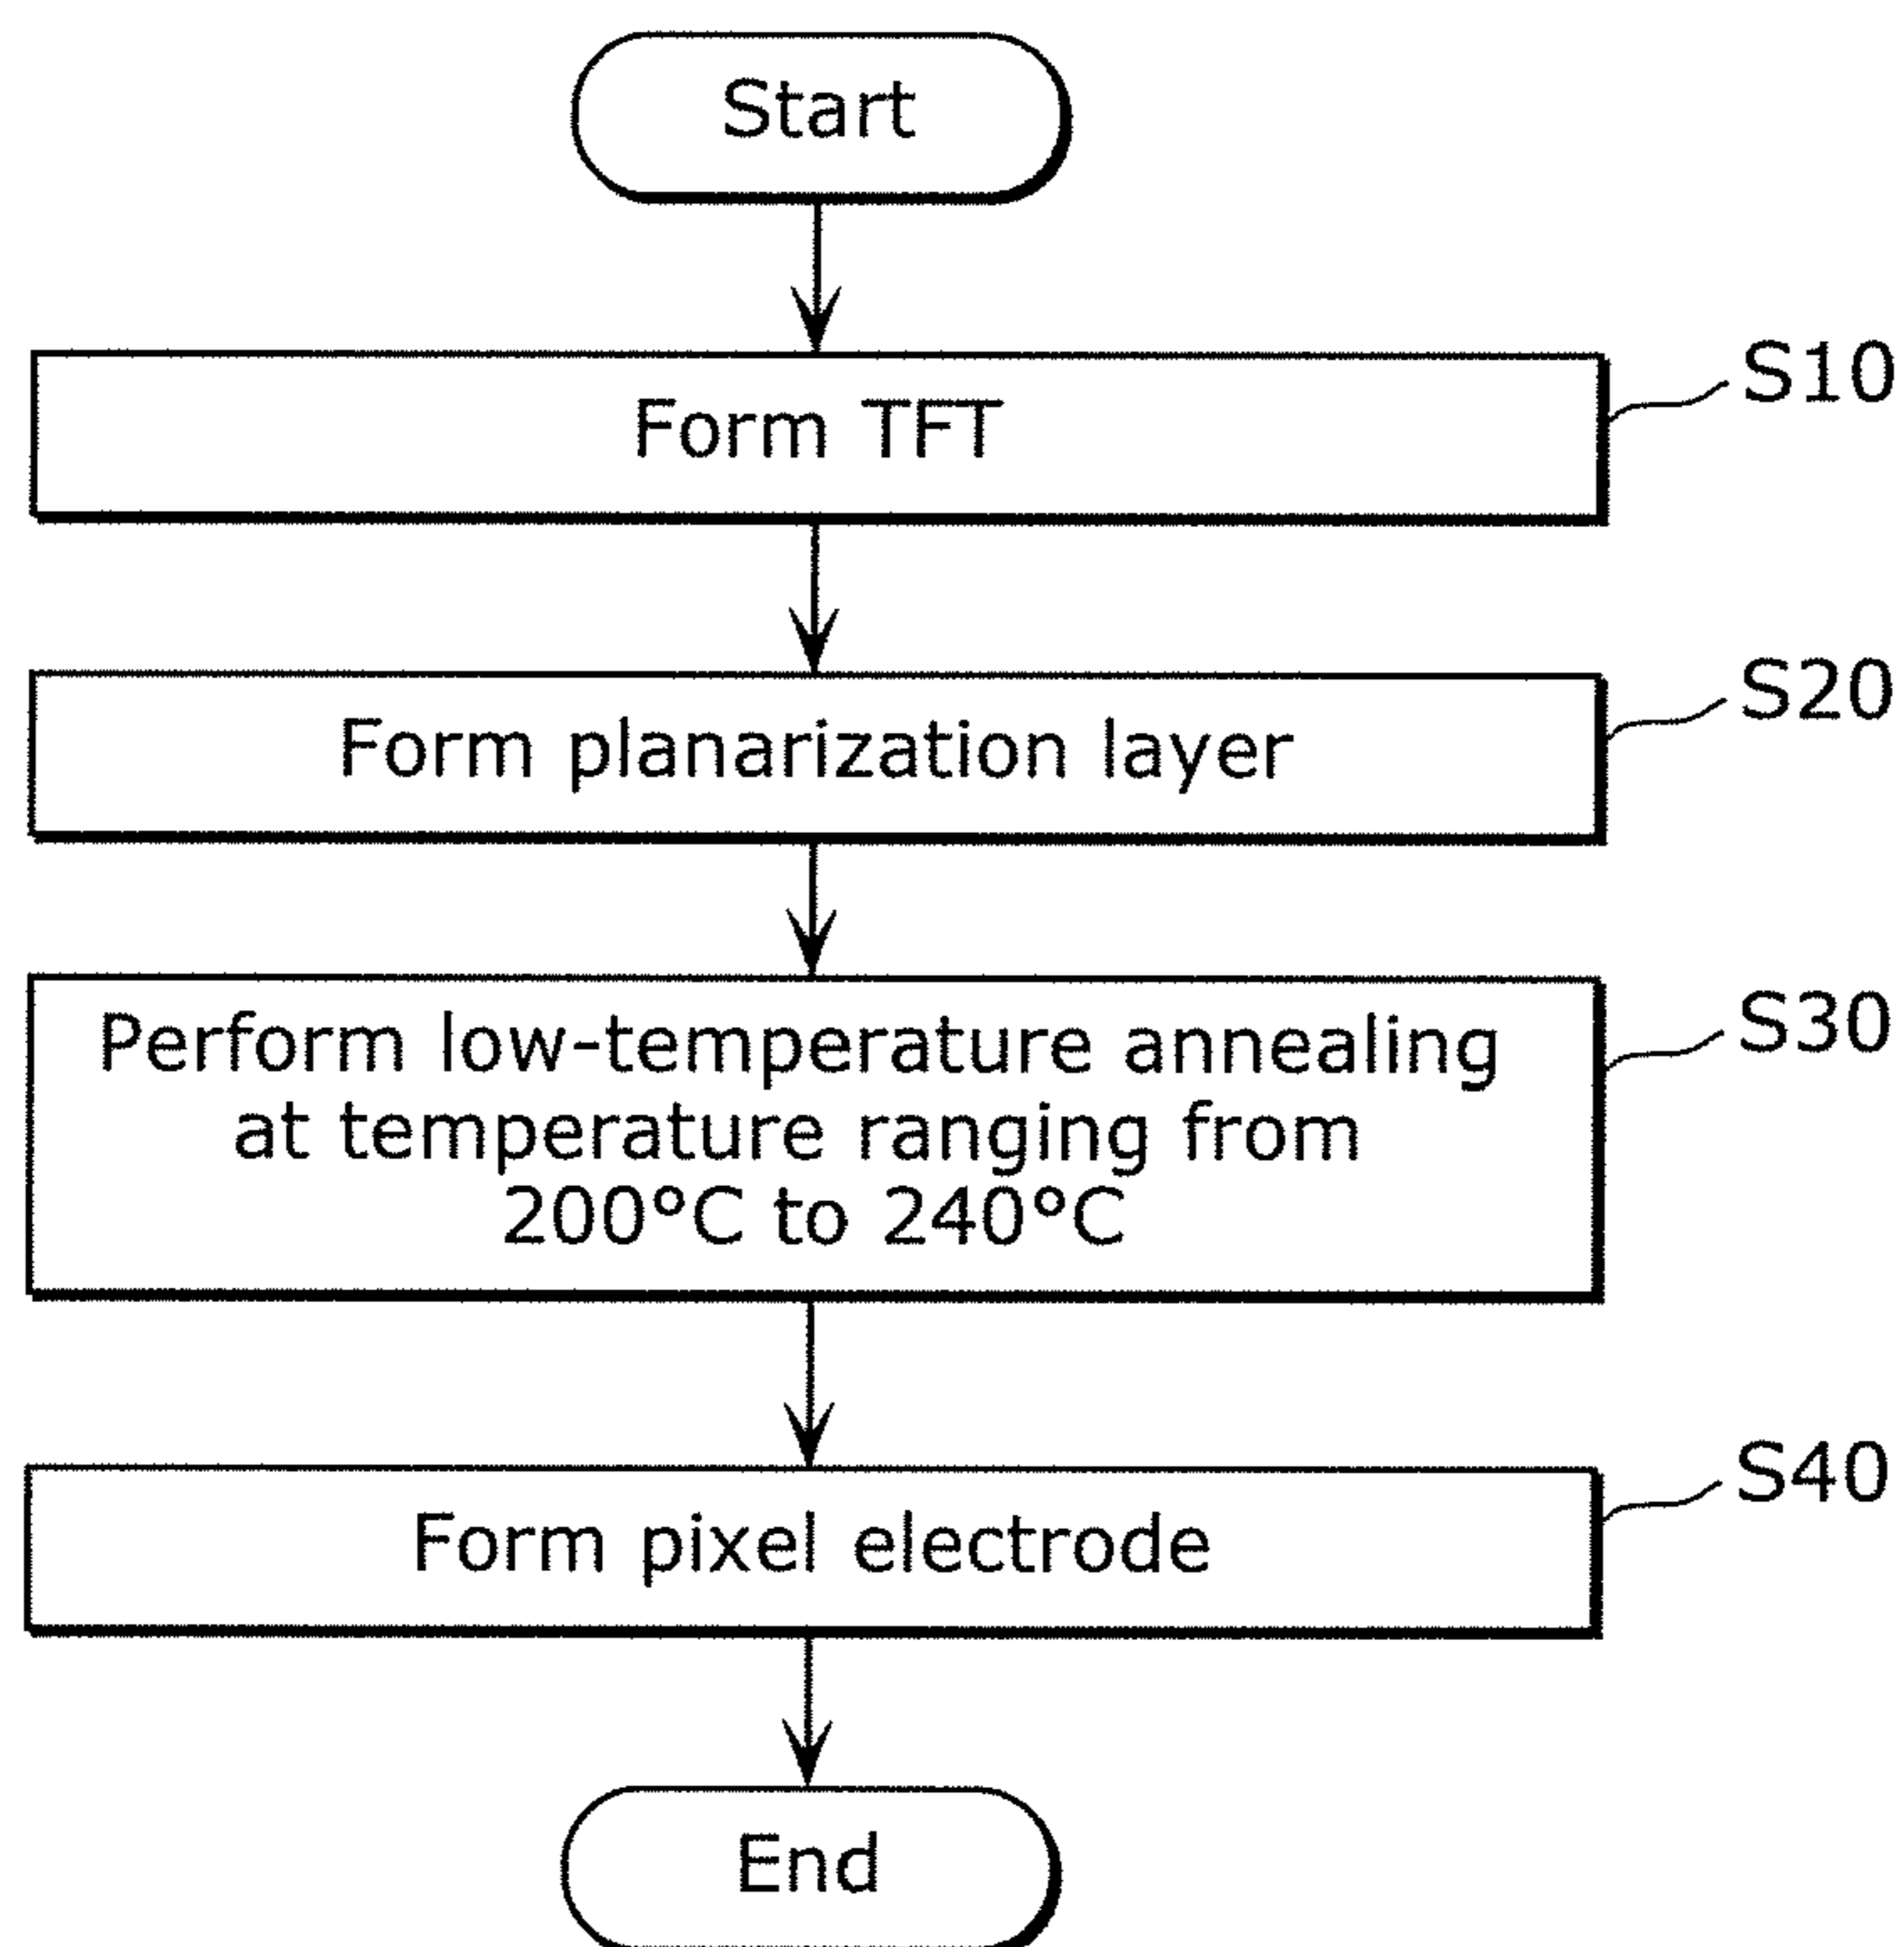 Start
Form TFT
S10
Form planarization layer
S20
Perform low-temperature annealing
at temperature ranging from
200°C to 240°C
S30
Form pixel electrode
S40
End